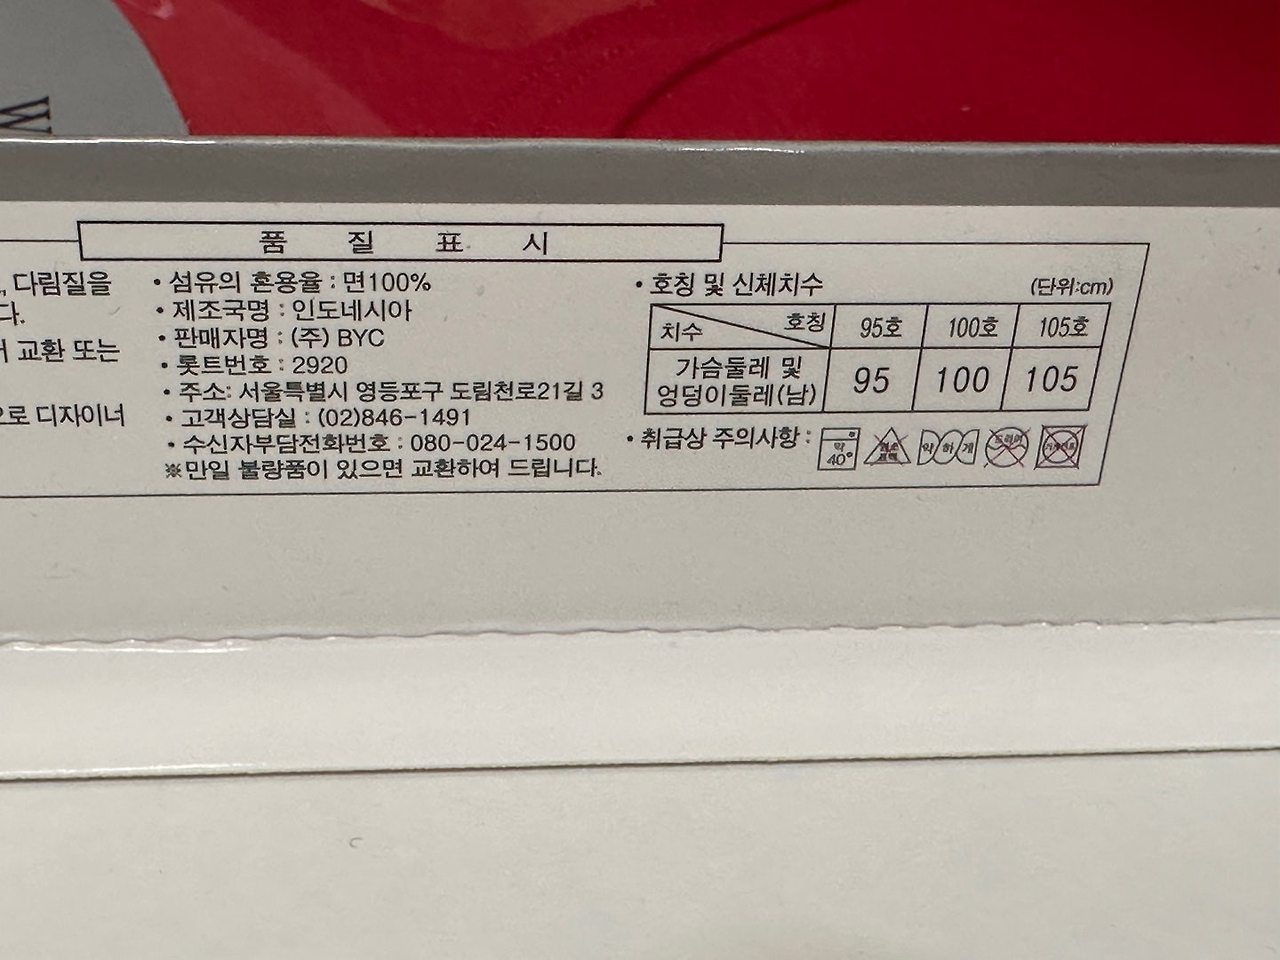 W
품 질 표 시
, 다림질을
다.
교환 또는
으로 디자이너
• 섬유의 혼용율 : 면100%
• 제조국명 : 인도네시아
• 판매자명 : (주) BYC
• 롯트번호 : 2920
• 주소: 서울특별시 영등포구 도림천로21길 3
• 고객상담실 : (02)846-1491
• 수신자부담전화번호 : 080-024-1500
※만일 불량품이 있으면 교환하여 드립니다.
• 호칭 및 신체치수 (단위:cm)
치수 호칭 95호 100호 105호
가슴둘레 및
엉덩이둘레(남) 95 100 105
• 취급상 주의사항 : 약 40° 염소표백 약하게 드라이